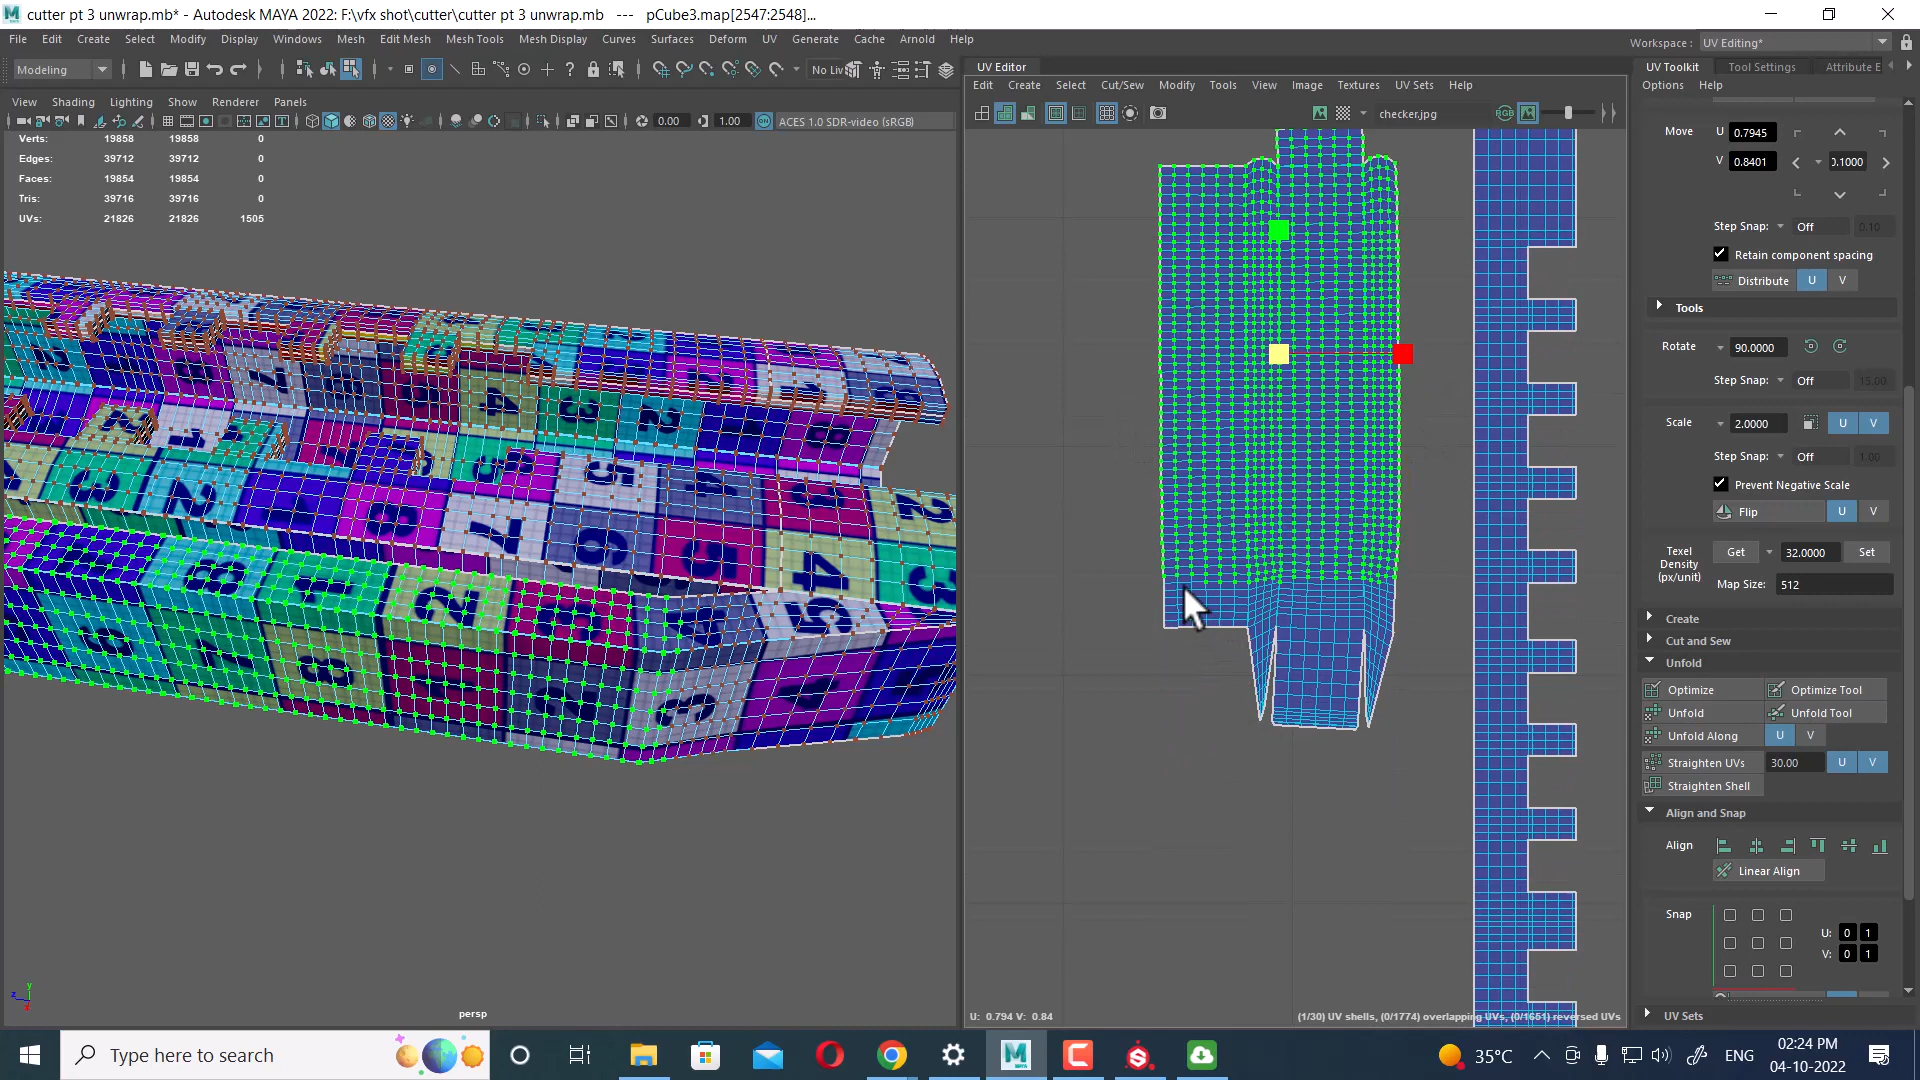 cutter pt 3 unwrap.mb* - Autodesk MAYA 2022: F:\vfx shot\cutter\cutter pt 3 unwrap.mb   ---   pCube3.map[2547:2548]...
File Edit Create Select Modify Display Windows Mesh Edit Mesh Mesh Tools Mesh Display Curves Surfaces Deform UV Generate Cache Arnold Help
Workspace : UV Editing*
Modeling No Liv
UV Editor
UV Toolkit Tool Settings Attribute E
View Shading Lighting Show Renderer Panels
Edit Create Select Cut/Sew Modify Tools View Image Textures UV Sets Help
Options Help
0.00 1.00 ACES 1.0 SDR-video (sRGB)
checker.jpg
Verts: 19858 19858 0
Edges: 39712 39712 0
Faces: 19854 19854 0
Tris: 39716 39716 0
UVs: 21826 21826 1505
Move U 0.7945
V 0.8401 0.1000
Step Snap: Off 0.10
Retain component spacing
Distribute U V
Tools
Rotate 90.0000
Step Snap: Off 15.00
Scale 2.0000 U V
Step Snap: Off 1.00
Prevent Negative Scale
Flip U V
Texel Density (px/unit) Get 32.0000 Set
Map Size: 512
Create
Cut and Sew
Unfold
Optimize Optimize Tool
Unfold Unfold Tool
Unfold Along U V
Straighten UVs 30.00 U V
Straighten Shell
Align and Snap
Align
Linear Align
Snap
U: 0 1
V: 0 1
UV Sets
persp
U: 0.794 V: 0.84
(1/30) UV shells, (0/1774) overlapping UVs, (0/1651) reversed UVs
Type here to search
35°C ENG 02:24 PM
04-10-2022